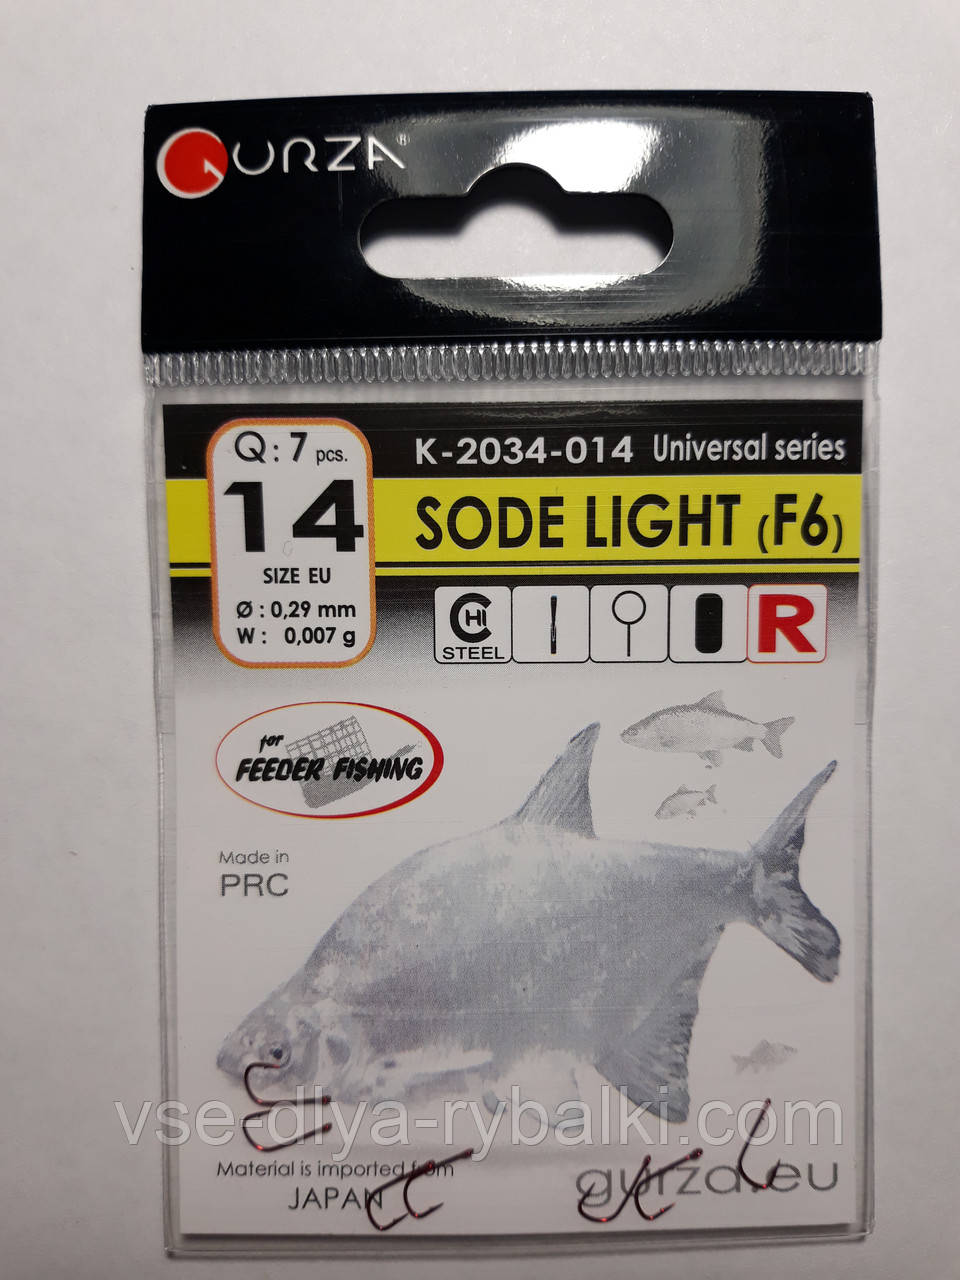 GURZA®
Q: 7 pcs.
14
SIZE EU
Ø : 0,29 mm
W : 0,007 g
K-2034-014 Universal series
SODE LIGHT (F6)
C HI
STEEL
R
for
FEEDER FISHING
Made in
PRC
vse-dlya-rybalki.com
Material is imported from
JAPAN
gurza.eu